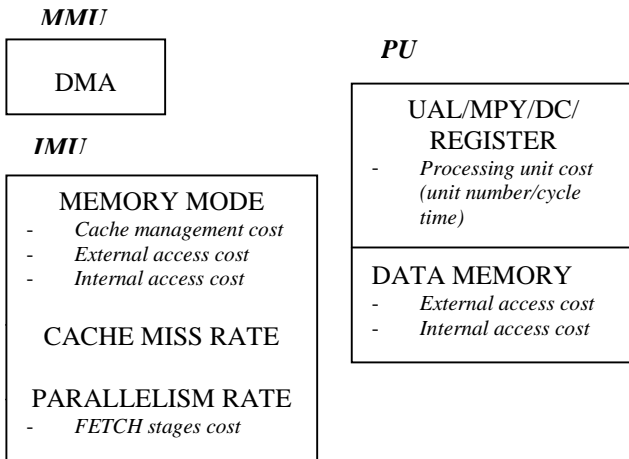 MMU
DMA
IMU
MEMORY MODE
- Cache management cost
- External access cost
- Internal access cost
CACHE MISS RATE
PARALLELISM RATE
- FETCH stages cost
PU
UAL/MPY/DC/
REGISTER
- Processing unit cost
(unit number/cycle
time)
DATA MEMORY
- External access cost
- Internal access cost